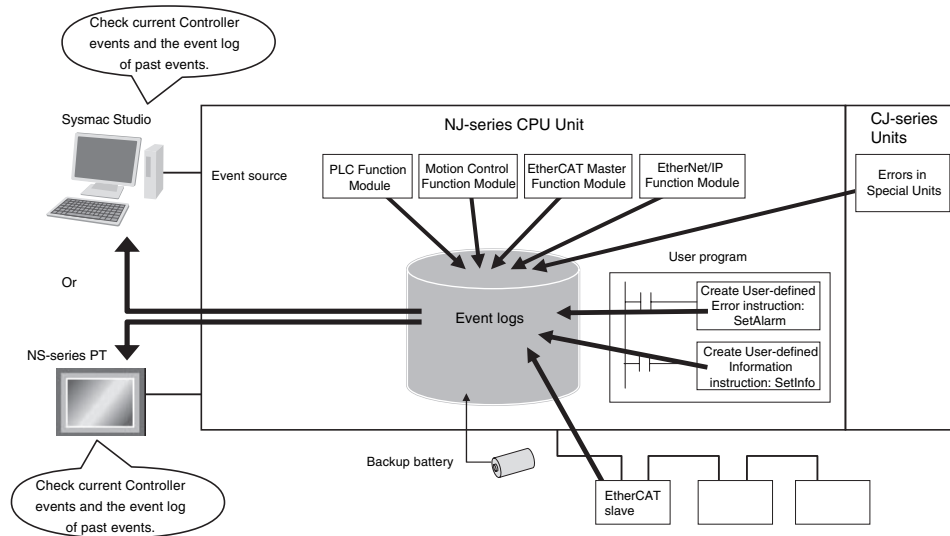 Check current Controller
events and the event log
of past events.
Sysmac Studio
NJ-series CPU Unit
CJ-series
Units
Event source
PLC Function
Module
Motion Control
Function Module
EtherCAT Master
Function Module
EtherNet/IP
Function Module
Errors in
Special Units
User program
Or
Event logs
Create User-defined
Error instruction:
SetAlarm
Create User-defined
Information
instruction: SetInfo
NS-series PT
Backup battery
Check current Controller
events and the event log
of past events.
EtherCAT
slave